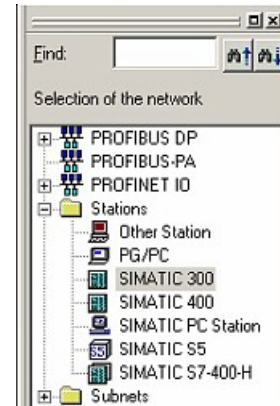 Find:
Selection of the network
PROFIBUS DP
PROFIBUS-PA
PROFINET IO
Stations
Other Station
PG/PC
SIMATIC 300
SIMATIC 400
SIMATIC PC Station
SIMATIC S5
SIMATIC S7-400-H
Subnets